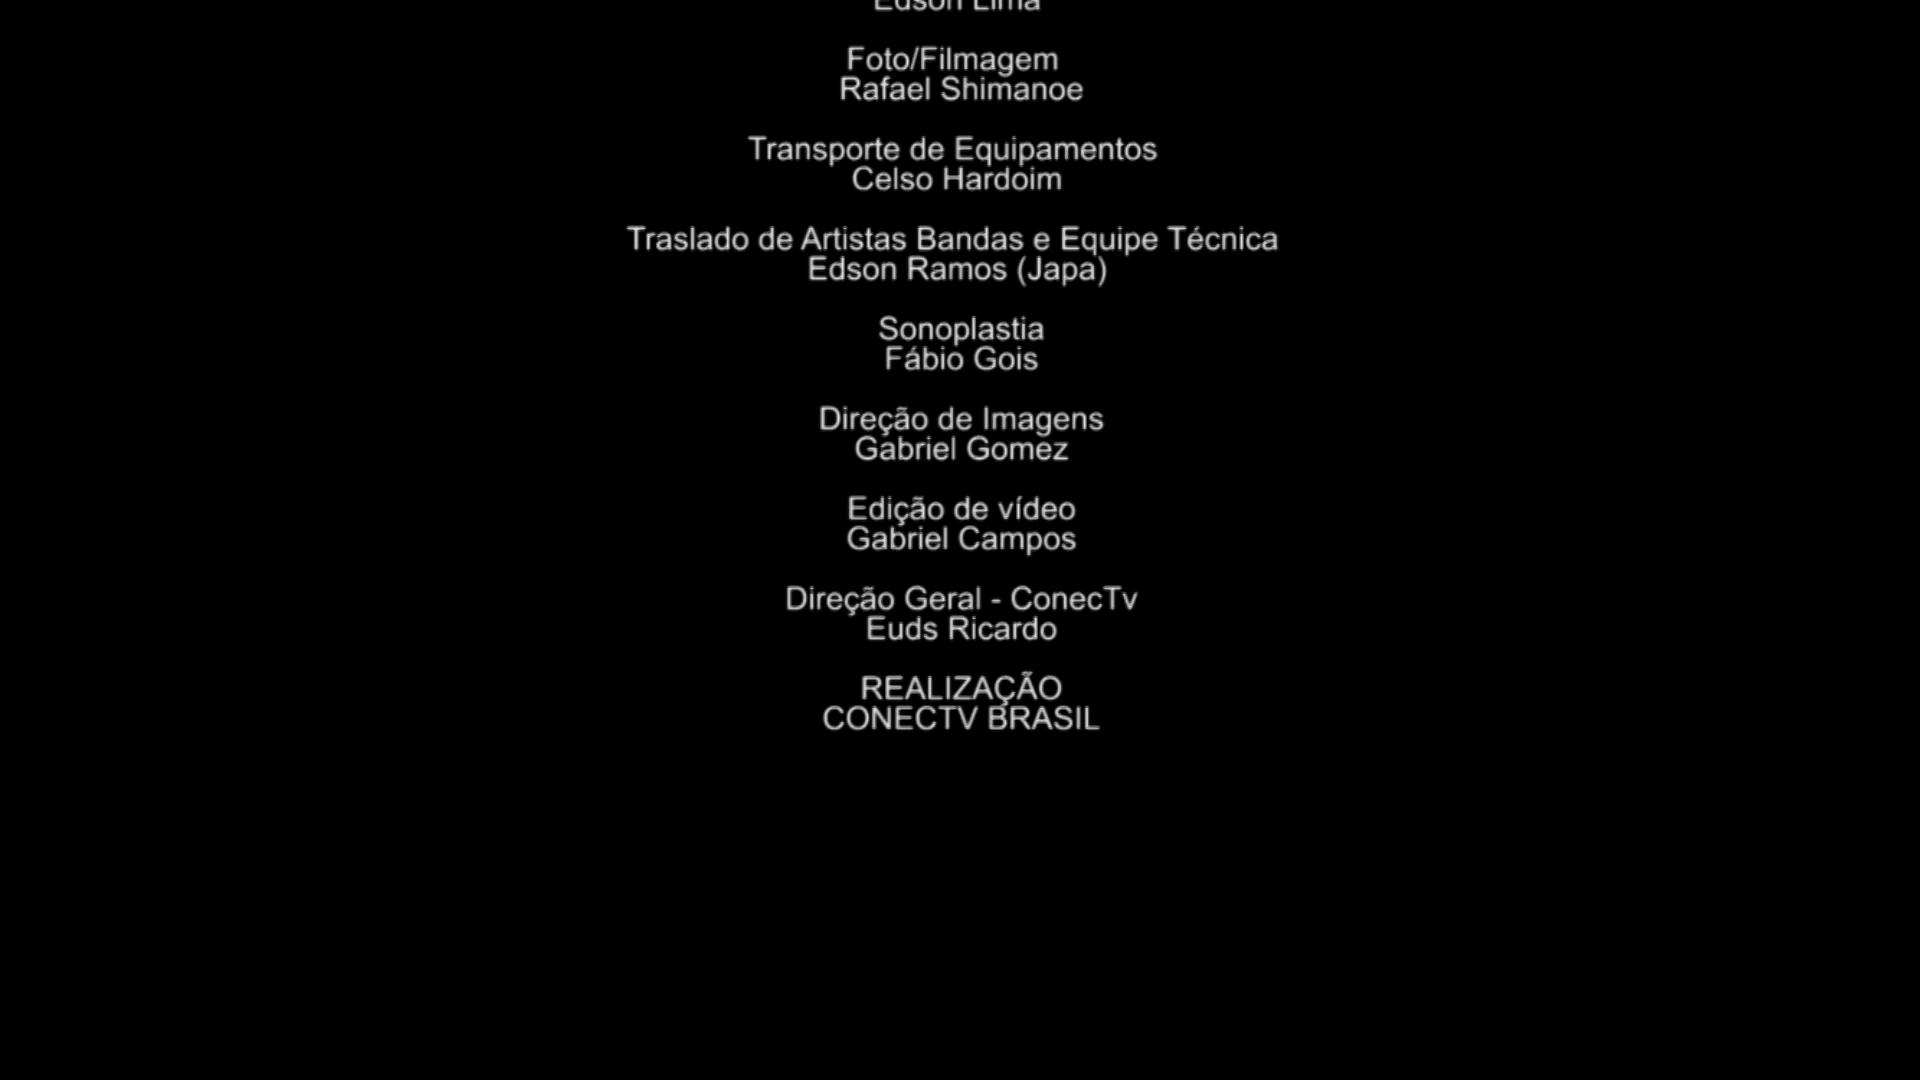 Edson Lima
Foto/Filmagem
Rafael Shimanoe
Transporte de Equipamentos
Celso Hardoim
Traslado de Artistas Bandas e Equipe Técnica
Edson Ramos (Japa)
Sonoplastia
Fábio Gois
Direção de Imagens
Gabriel Gomez
Edição de vídeo
Gabriel Campos
Direção Geral - ConecTv
Euds Ricardo
REALIZAÇÃO
CONECTV BRASIL